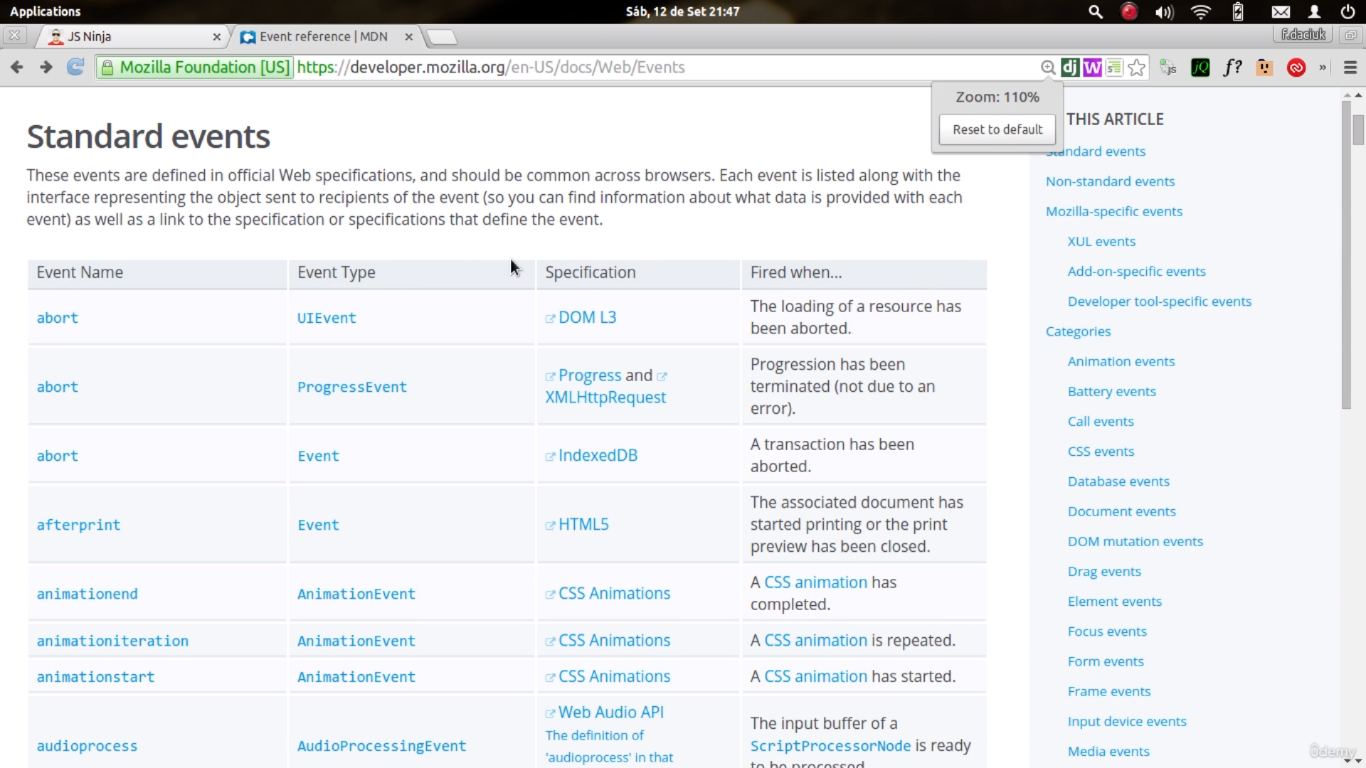 Applications
Sáb, 12 de Set 21:47
JS Ninja
Event reference | MDN
f.daciuk
Mozilla Foundation [US] https://developer.mozilla.org/en-US/docs/Web/Events
Zoom: 110%
Reset to default
Standard events
These events are defined in official Web specifications, and should be common across browsers. Each event is listed along with the
interface representing the object sent to recipients of the event (so you can find information about what data is provided with each
event) as well as a link to the specification or specifications that define the event.
Event Name Event Type Specification Fired when...
abort UIEvent DOM L3 The loading of a resource has
been aborted.
abort ProgressEvent Progress and
XMLHttpRequest
Progression has been
terminated (not due to an
error).
abort Event IndexedDB A transaction has been
aborted.
afterprint Event HTML5 The associated document has
started printing or the print
preview has been closed.
animationend AnimationEvent CSS Animations A CSS animation has
completed.
animationiteration AnimationEvent CSS Animations A CSS animation is repeated.
animationstart AnimationEvent CSS Animations A CSS animation has started.
audioprocess AudioProcessingEvent Web Audio API
The definition of
'audioprocess' in that
The input buffer of a
ScriptProcessorNode is ready
to be processed.
THIS ARTICLE
Standard events
Non-standard events
Mozilla-specific events
XUL events
Add-on-specific events
Developer tool-specific events
Categories
Animation events
Battery events
Call events
CSS events
Database events
Document events
DOM mutation events
Drag events
Element events
Focus events
Form events
Frame events
Input device events
Media events
ûdemy